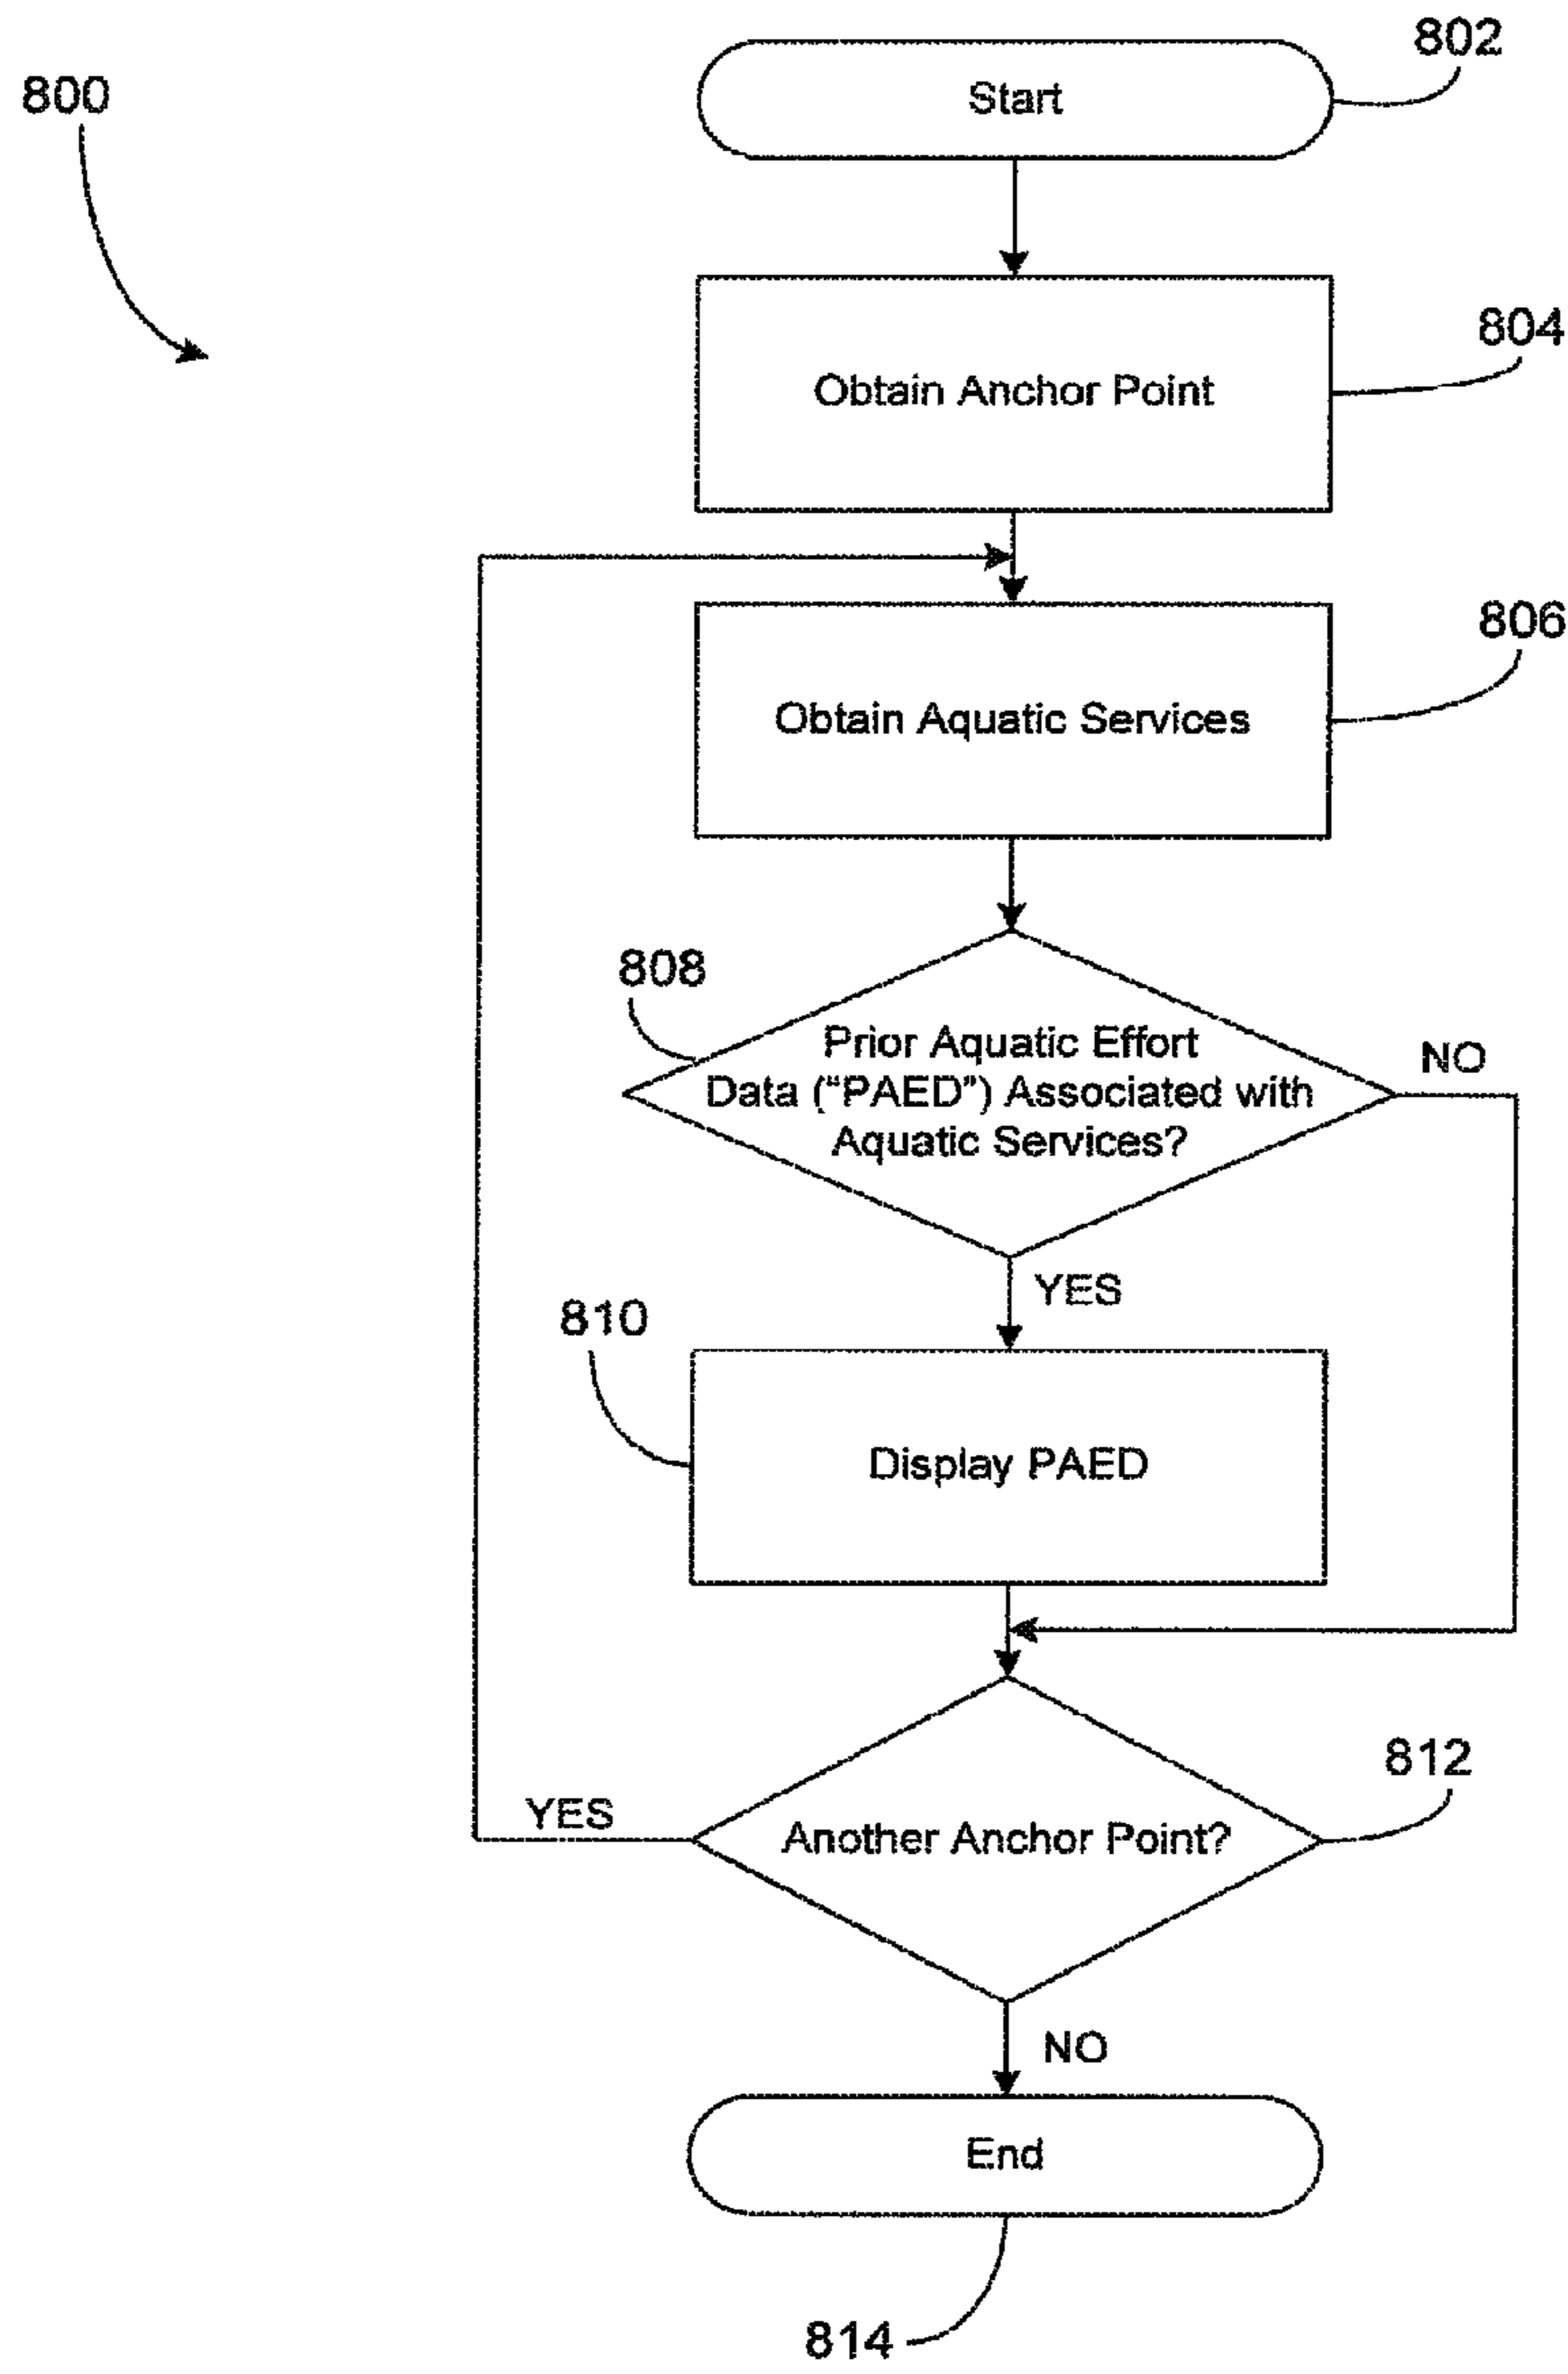 802
Start
800
804
Obtain Anchor Point
806
Obtain Aquatic Services
808
Prior Aquatic Effort
Data (“PAED”) Associated with
Aquatic Services?
NO
YES
810
Display PAED
812
YES
Another Anchor Point?
NO
End
814